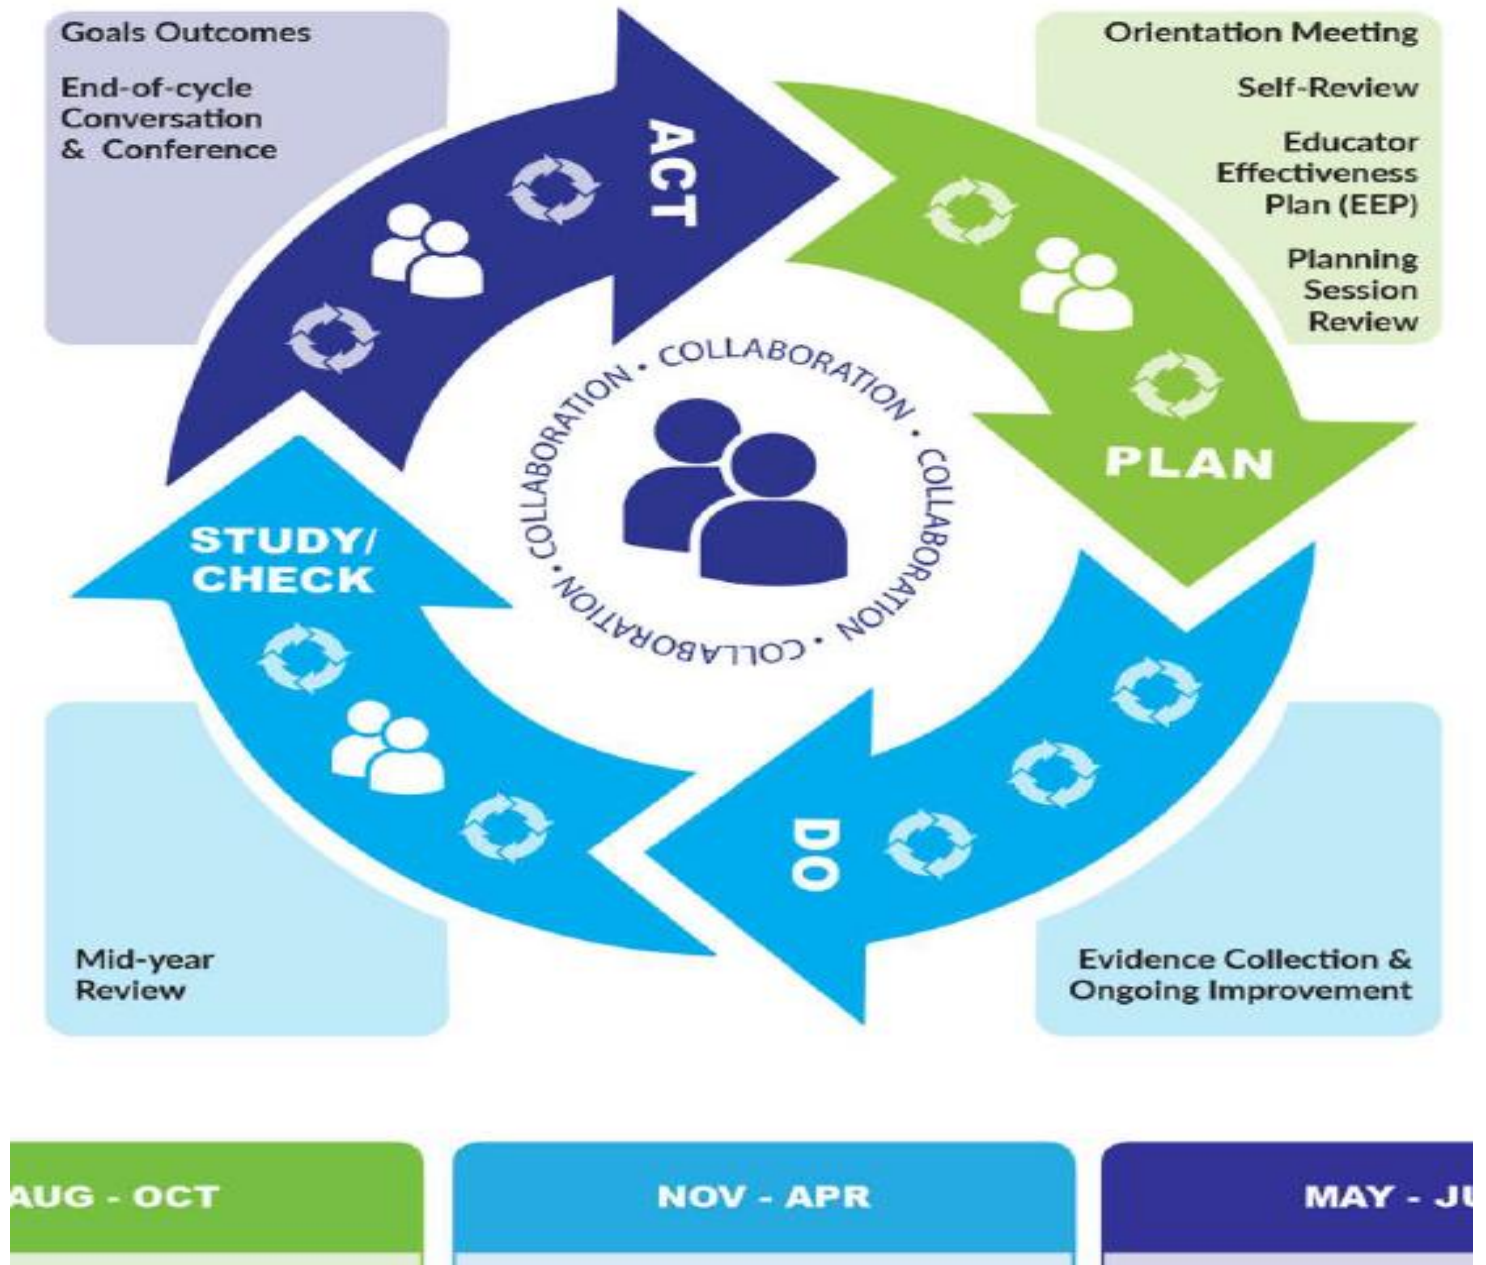 Goals Outcomes
End-of-cycle
Conversation
& Conference
Orientation Meeting
Self-Review
Educator
Effectiveness
Plan (EEP)
Planning
Session
Review
ACT
PLAN
COLLABORATION • COLLABORATION • COLLABORATION • COLLABORATION • COLLABORATION •
STUDY/
CHECK
DO
Mid-year
Review
Evidence Collection &
Ongoing Improvement
AUG - OCT
NOV - APR
MAY - JU